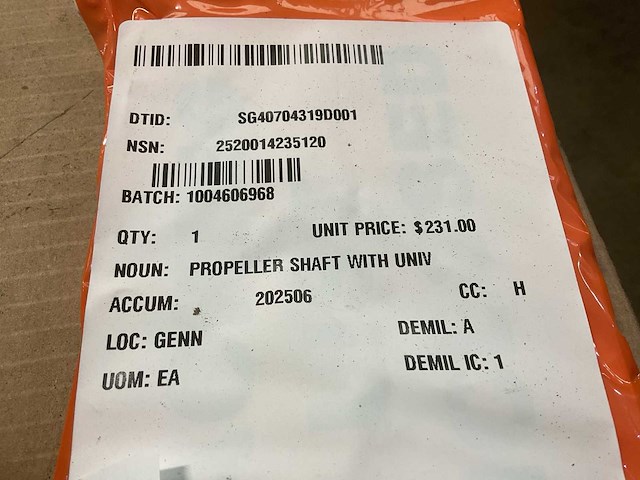 DTID: SG40704319D001
NSN: 2520014235120
BATCH: 1004606968
QTY: 1 UNIT PRICE: $231.00
NOUN: PROPELLER SHAFT WITH UNIV
ACCUM: 202506 CC: H
LOC: GENN DEMIL: A
UOM: EA DEMIL IC: 1